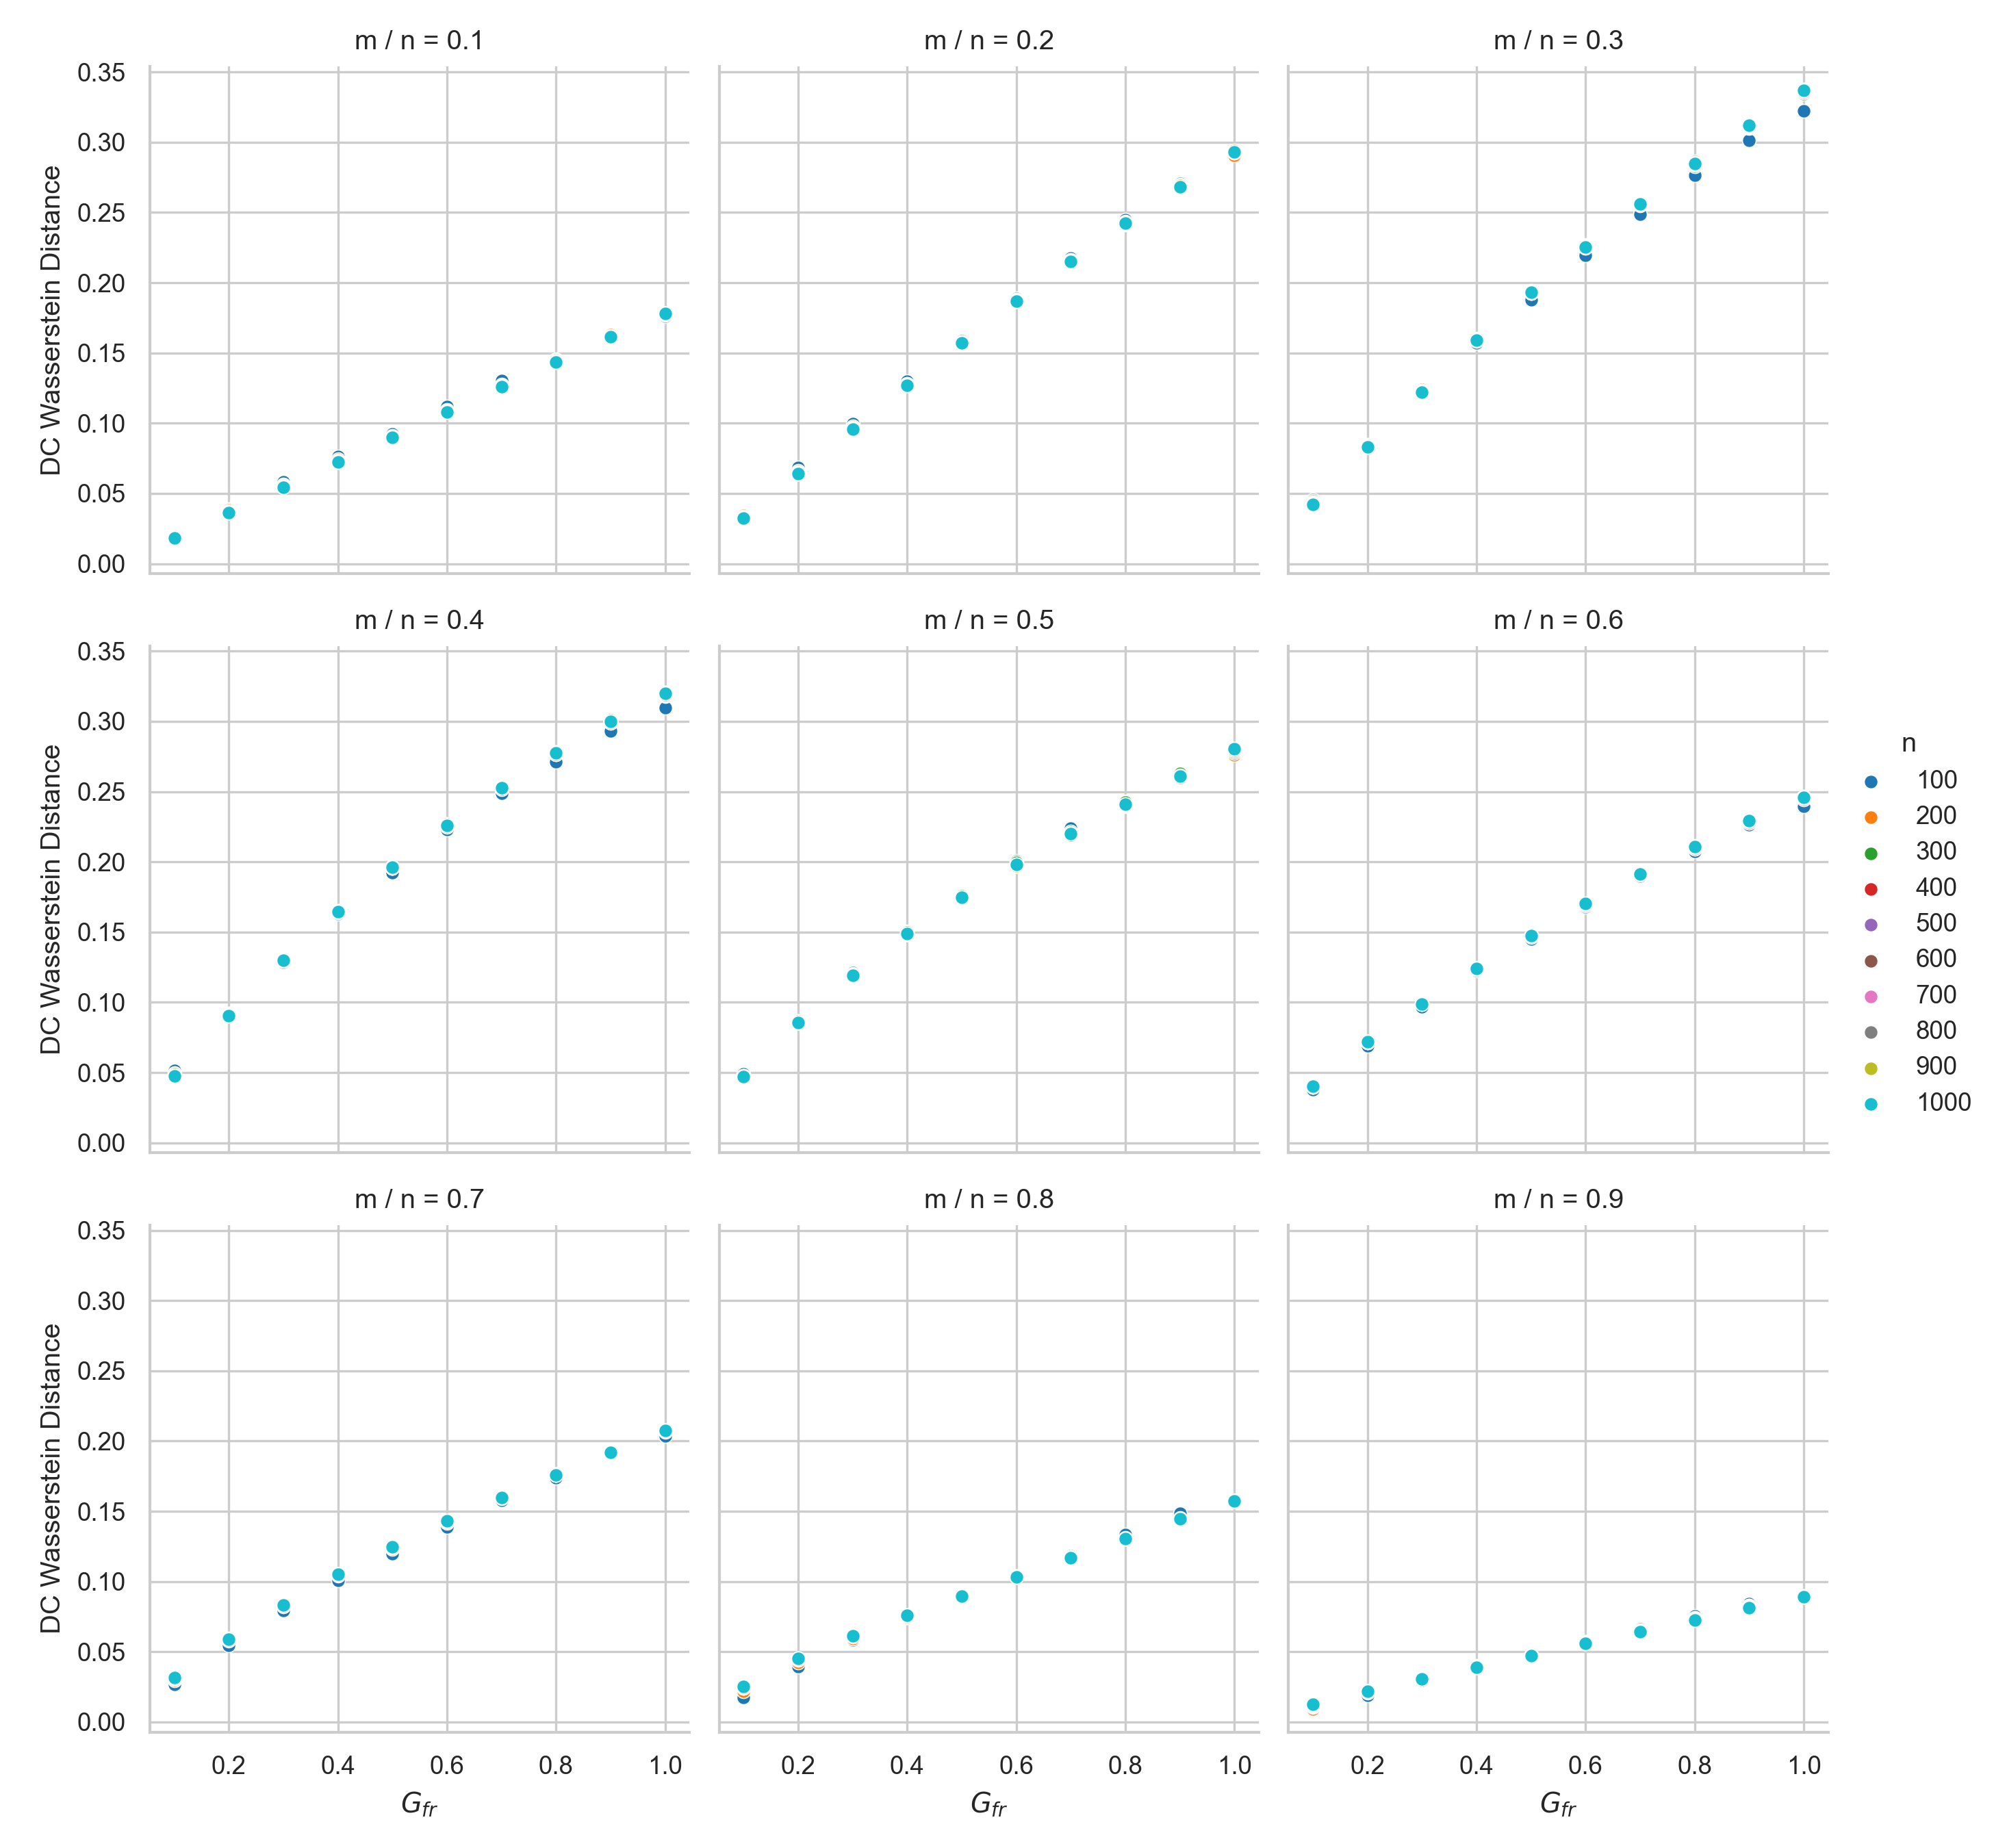 m / n = 0.1
m / n = 0.2
m / n = 0.3
0.35
0.30
0.25
0.20
0.15
0.10
0.05
0.00
DC Wasserstein Distance
m / n = 0.4
m / n = 0.5
m / n = 0.6
0.35
0.30
0.25
0.20
0.15
0.10
0.05
0.00
DC Wasserstein Distance
n
100
200
300
400
500
600
700
800
900
1000
m / n = 0.7
m / n = 0.8
m / n = 0.9
0.35
0.30
0.25
0.20
0.15
0.10
0.05
0.00
DC Wasserstein Distance
0.2 0.4 0.6 0.8 1.0
0.2 0.4 0.6 0.8 1.0
0.2 0.4 0.6 0.8 1.0
G_{fr}
G_{fr}
G_{fr}